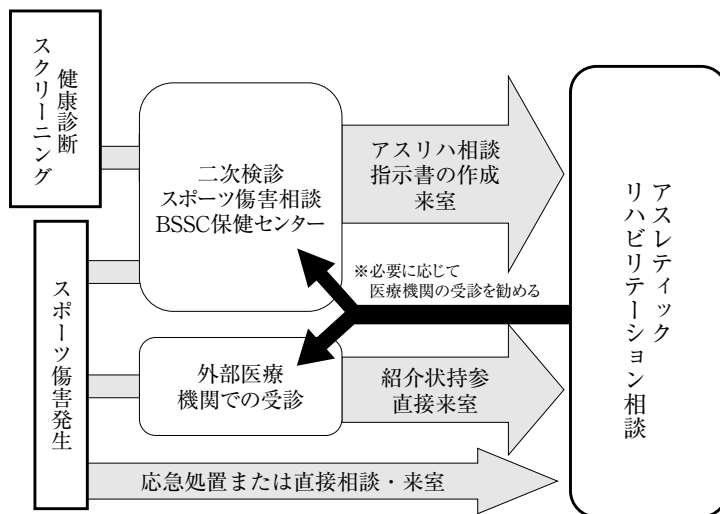 健康診断
スクリーニング
二次検診
スポーツ傷害相談
BSSC保健センター
アスリハ相談
指示書の作成
来室
アスレティック
リハビリテーション相談
※必要に応じて
医療機関の受診を勧める
スポーツ傷害発生
外部医療
機関での受診
紹介状持参
直接来室
応急処置または直接相談・来室